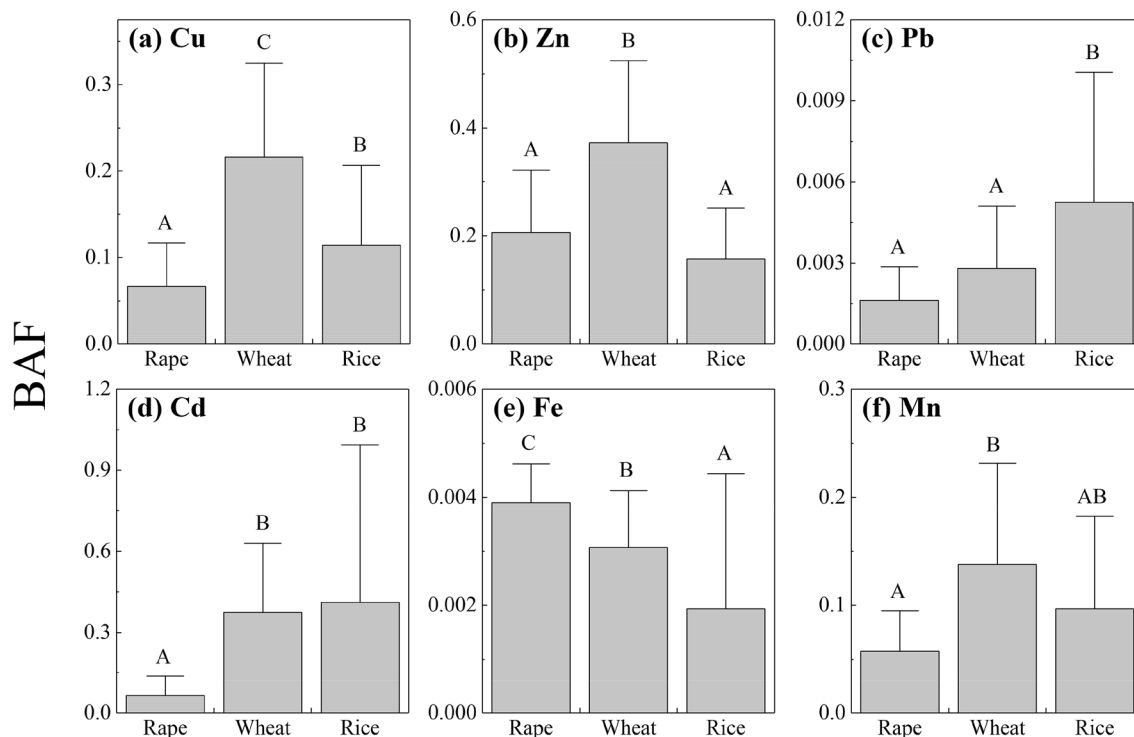 BAF
(a) Cu
0.3
0.2
0.1
0.0
A
C
B
Rape Wheat Rice
(b) Zn
0.6
0.4
0.2
0.0
A
B
A
Rape Wheat Rice
(c) Pb
0.012
0.009
0.006
0.003
0.000
A
A
B
Rape Wheat Rice
(d) Cd
1.2
0.9
0.6
0.3
0.0
A
B
B
Rape Wheat Rice
(e) Fe
0.006
0.004
0.002
0.000
C
B
A
Rape Wheat Rice
(f) Mn
0.3
0.2
0.1
0.0
A
B
AB
Rape Wheat Rice